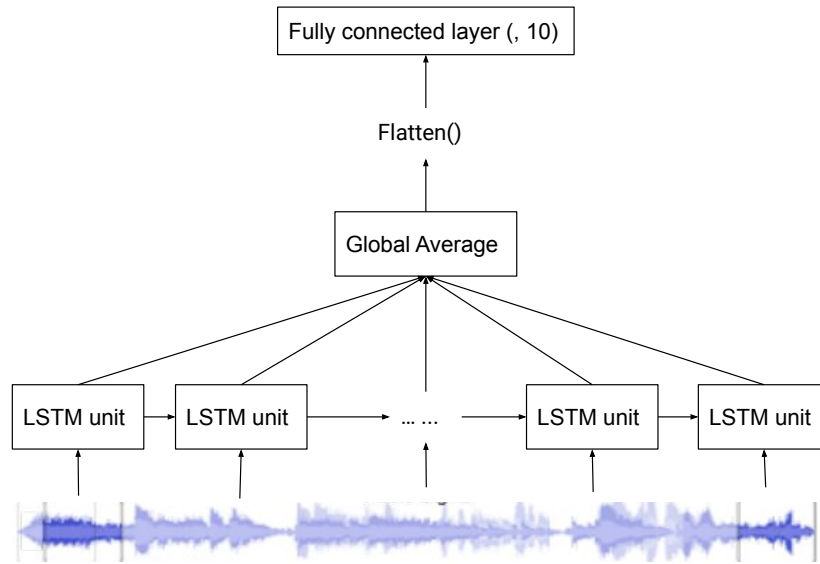 Fully connected layer (, 10)
Flatten()
Global Average
LSTM unit LSTM unit ... ... LSTM unit LSTM unit